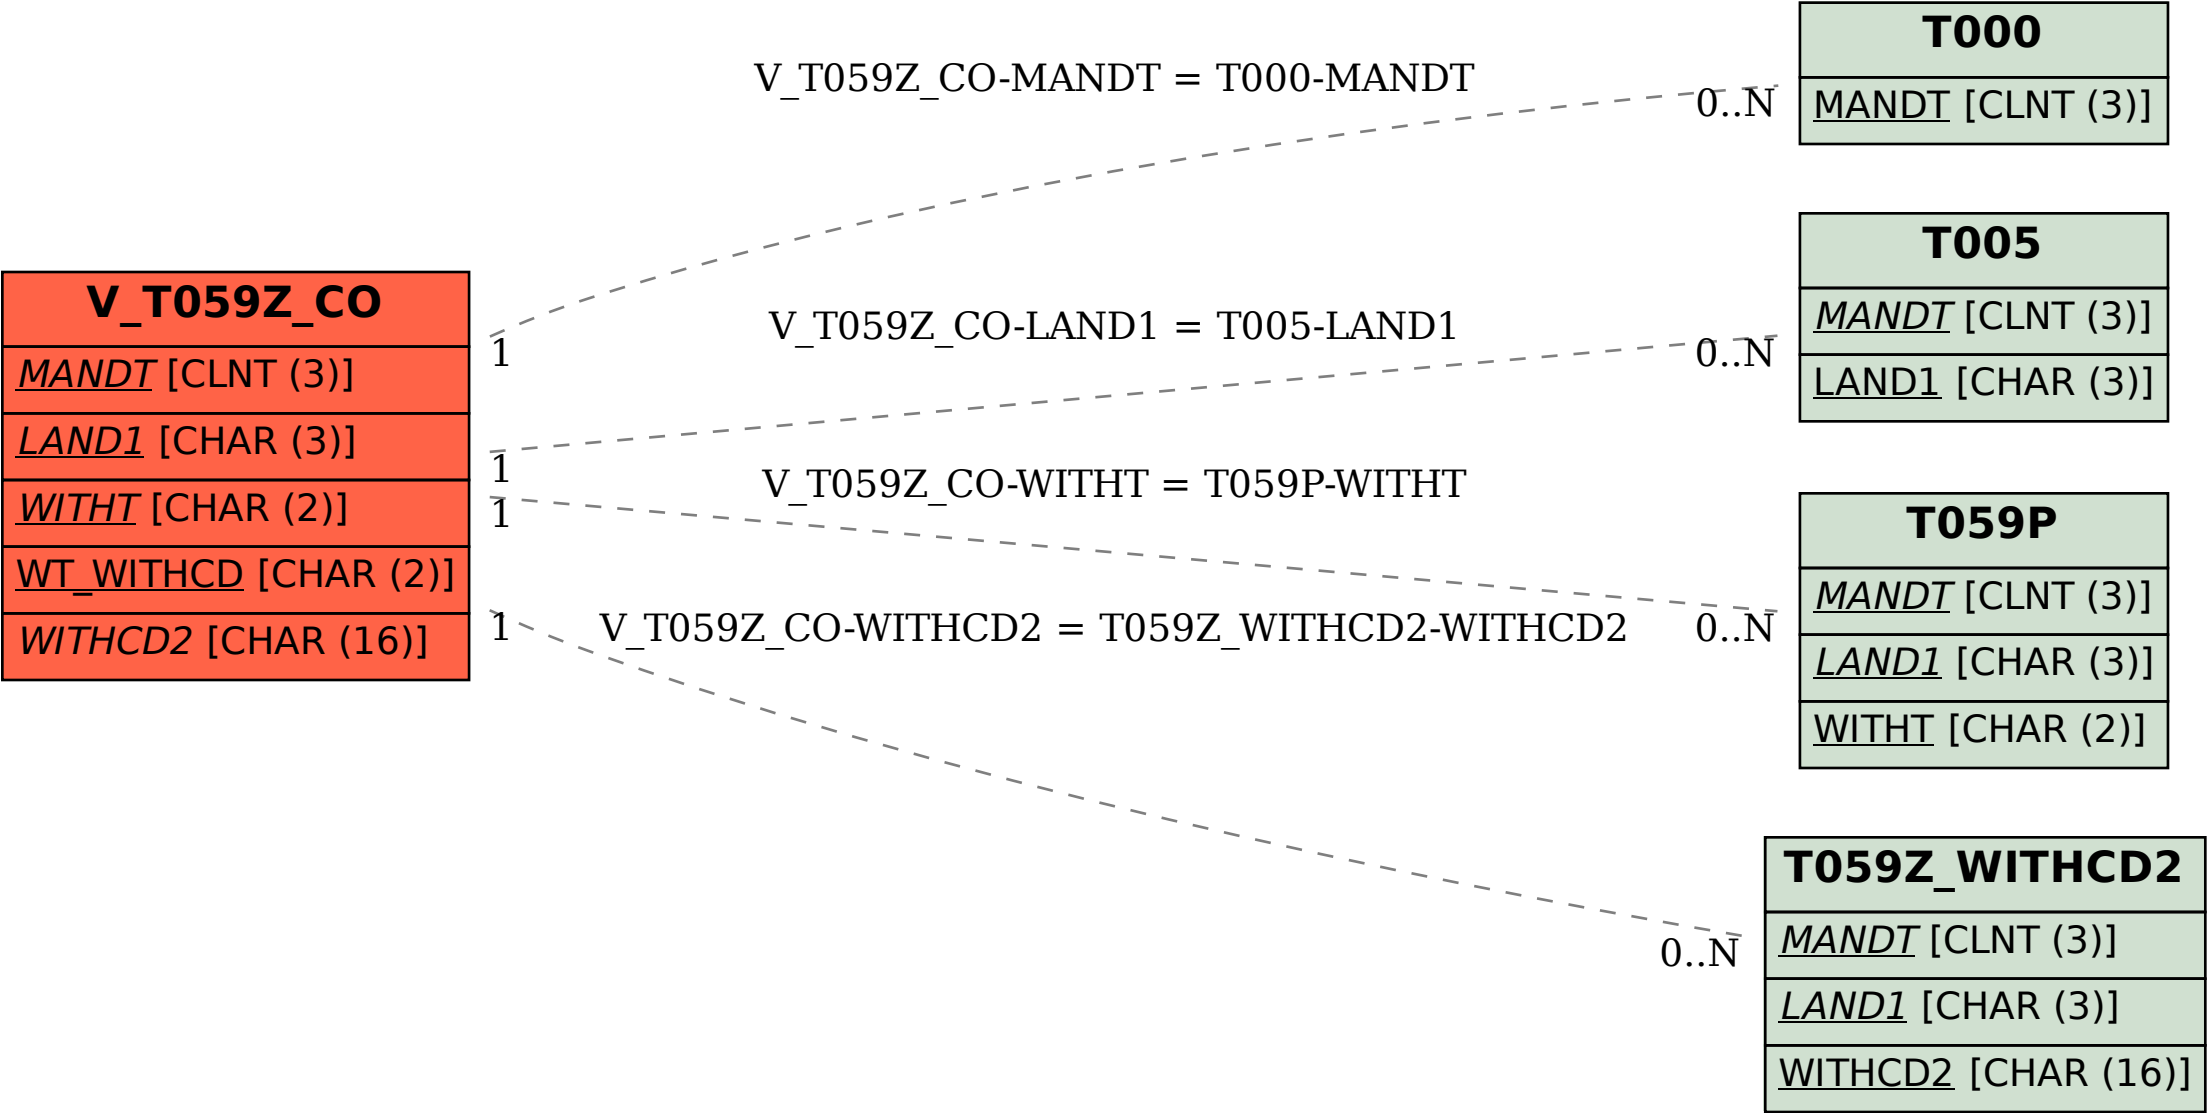 V_T059Z_CO
MANDT [CLNT (3)]
LAND1 [CHAR (3)]
WITHT [CHAR (2)]
WT_WITHCD [CHAR (2)]
WITHCD2 [CHAR (16)]
V_T059Z_CO-MANDT = T000-MANDT
1
0..N
V_T059Z_CO-LAND1 = T005-LAND1
1
0..N
V_T059Z_CO-WITHT = T059P-WITHT
1
0..N
V_T059Z_CO-WITHCD2 = T059Z_WITHCD2-WITHCD2
1
0..N
T000
MANDT [CLNT (3)]
T005
MANDT [CLNT (3)]
LAND1 [CHAR (3)]
T059P
MANDT [CLNT (3)]
LAND1 [CHAR (3)]
WITHT [CHAR (2)]
T059Z_WITHCD2
MANDT [CLNT (3)]
LAND1 [CHAR (3)]
WITHCD2 [CHAR (16)]